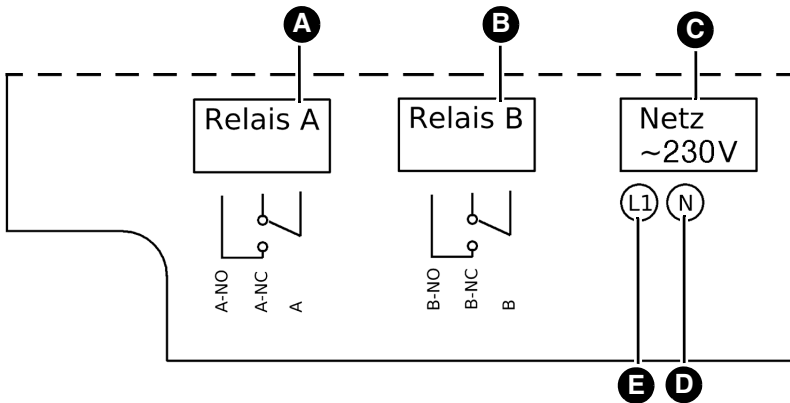 A
B
C
Relais A
Relais B
Netz
~230V
L1
N
A-NO
A-NC
A
B-NO
B-NC
B
E
D